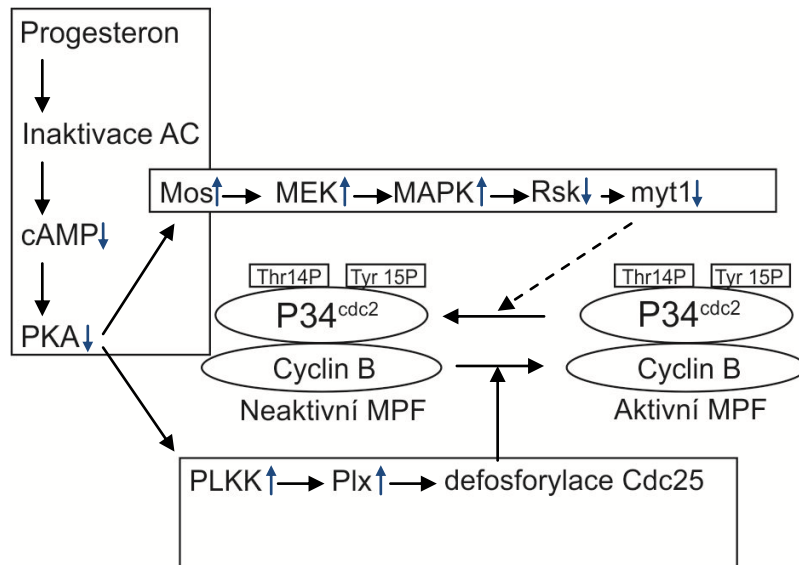 Progesteron
Inaktivace AC
cAMP
PKA
Mos MEK MAPK Rsk myt1
Thr14P Tyr 15P
P34cdc2
Cyclin B
Neaktivní MPF
Thr14P Tyr 15P
P34cdc2
Cyclin B
Aktivní MPF
PLKK Plx defosforylace Cdc25